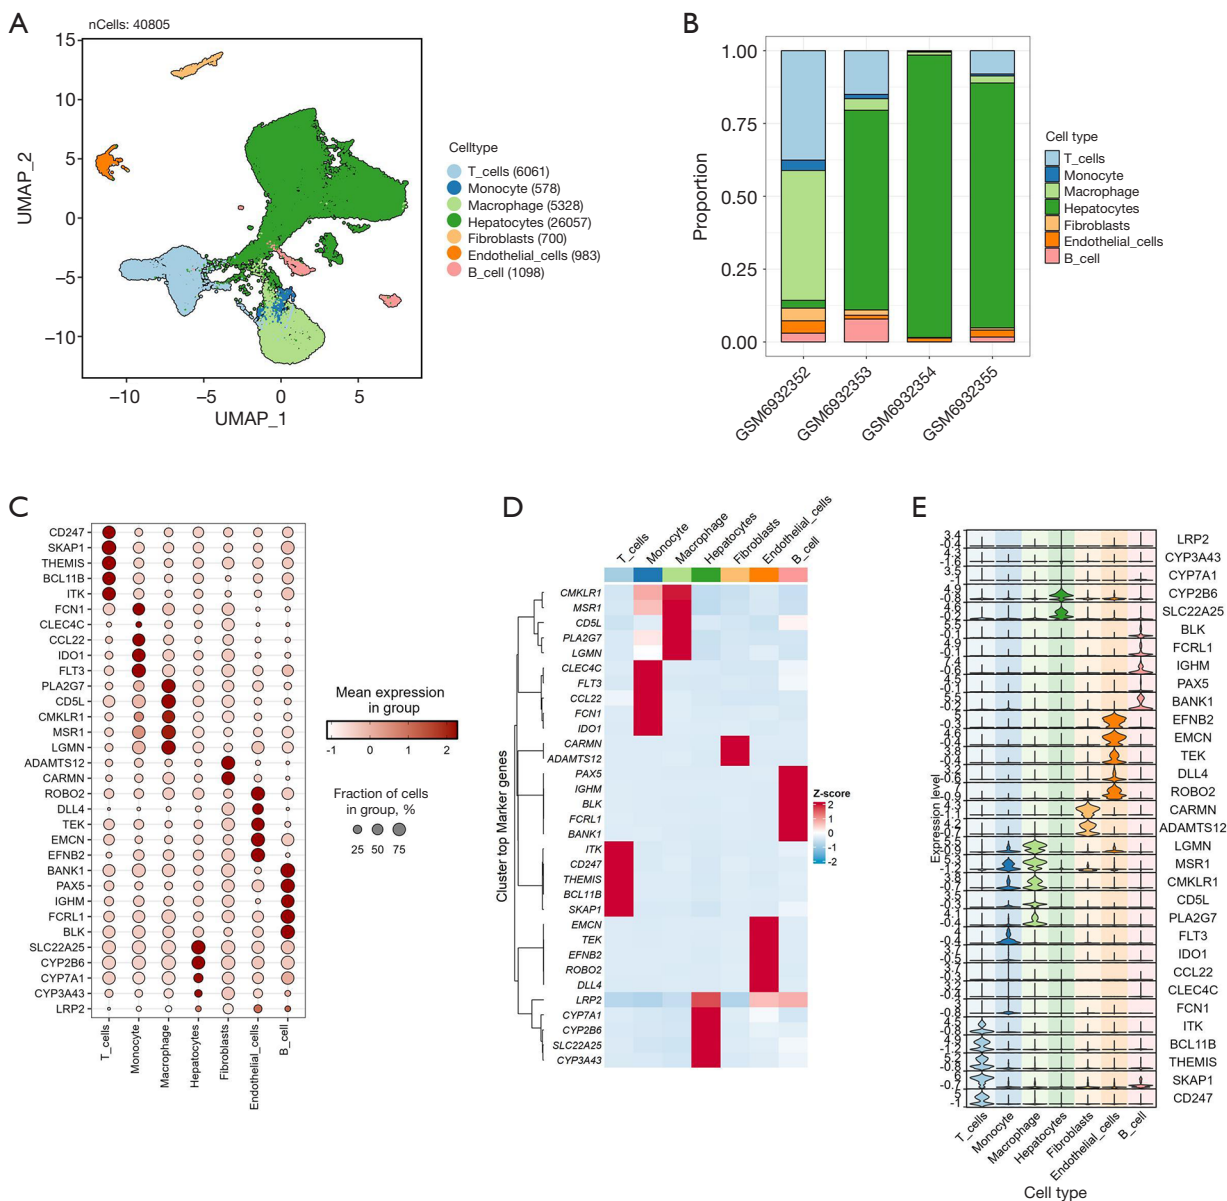 A
nCells: 40805
15
10
5
0
−5
−10
UMAP_2
−10
−5
0
5
UMAP_1
Celltype
T_cells (6061)
Monocyte (578)
Macrophage (5328)
Hepatocytes (26057)
Fibroblasts (700)
Endothelial_cells (983)
B_cell (1098)
B
1.00
0.75
0.50
0.25
0.00
Proportion
GSM6932352
GSM6932353
GSM6932354
GSM6932355
Cell type
T_cells
Monocyte
Macrophage
Hepatocytes
Fibroblasts
Endothelial_cells
B_cell
C
CD247
SKAP1
THEMIS
BCL11B
ITK
FCN1
CLEC4C
CCL22
IDO1
FLT3
PLA2G7
CD5L
CMKLR1
MSR1
LGMN
ADAMTS12
CARMN
ROBO2
DLL4
TEK
EMCN
EFNB2
BANK1
PAX5
IGHM
FCRL1
BLK
SLC22A25
CYP2B6
CYP7A1
CYP3A43
LRP2
T_cells
Monocyte
Macrophage
Hepatocytes
Fibroblasts
Endothelial_cells
B_cell
Mean expression
in group
-1 0 1 2
Fraction of cells
in group, %
25 50 75
D
T_cells
Monocyte
Macrophage
Hepatocytes
Fibroblasts
Endothelial_cells
B_cell
Cluster top Marker genes
CMKLR1
MSR1
CD5L
PLA2G7
LGMN
CLEC4C
FLT3
CCL22
FCN1
IDO1
CARMN
ADAMTS12
PAX5
IGHM
BLK
FCRL1
BANK1
ITK
CD247
THEMIS
BCL11B
SKAP1
EMCN
TEK
EFNB2
ROBO2
DLL4
LRP2
CYP7A1
CYP2B6
SLC22A25
CYP3A43
Z-score
2
1
0
-1
-2
E
Expression level
LRP2
CYP3A43
CYP7A1
CYP2B6
SLC22A25
BLK
FCRL1
IGHM
PAX5
BANK1
EFNB2
EMCN
TEK
DLL4
ROBO2
CARMN
ADAMTS12
LGMN
MSR1
CMKLR1
CD5L
PLA2G7
FLT3
IDO1
CCL22
CLEC4C
FCN1
ITK
BCL11B
THEMIS
SKAP1
CD247
T_cells
Monocyte
Macrophage
Hepatocytes
Fibroblasts
Endothelial_cells
B_cell
Cell type